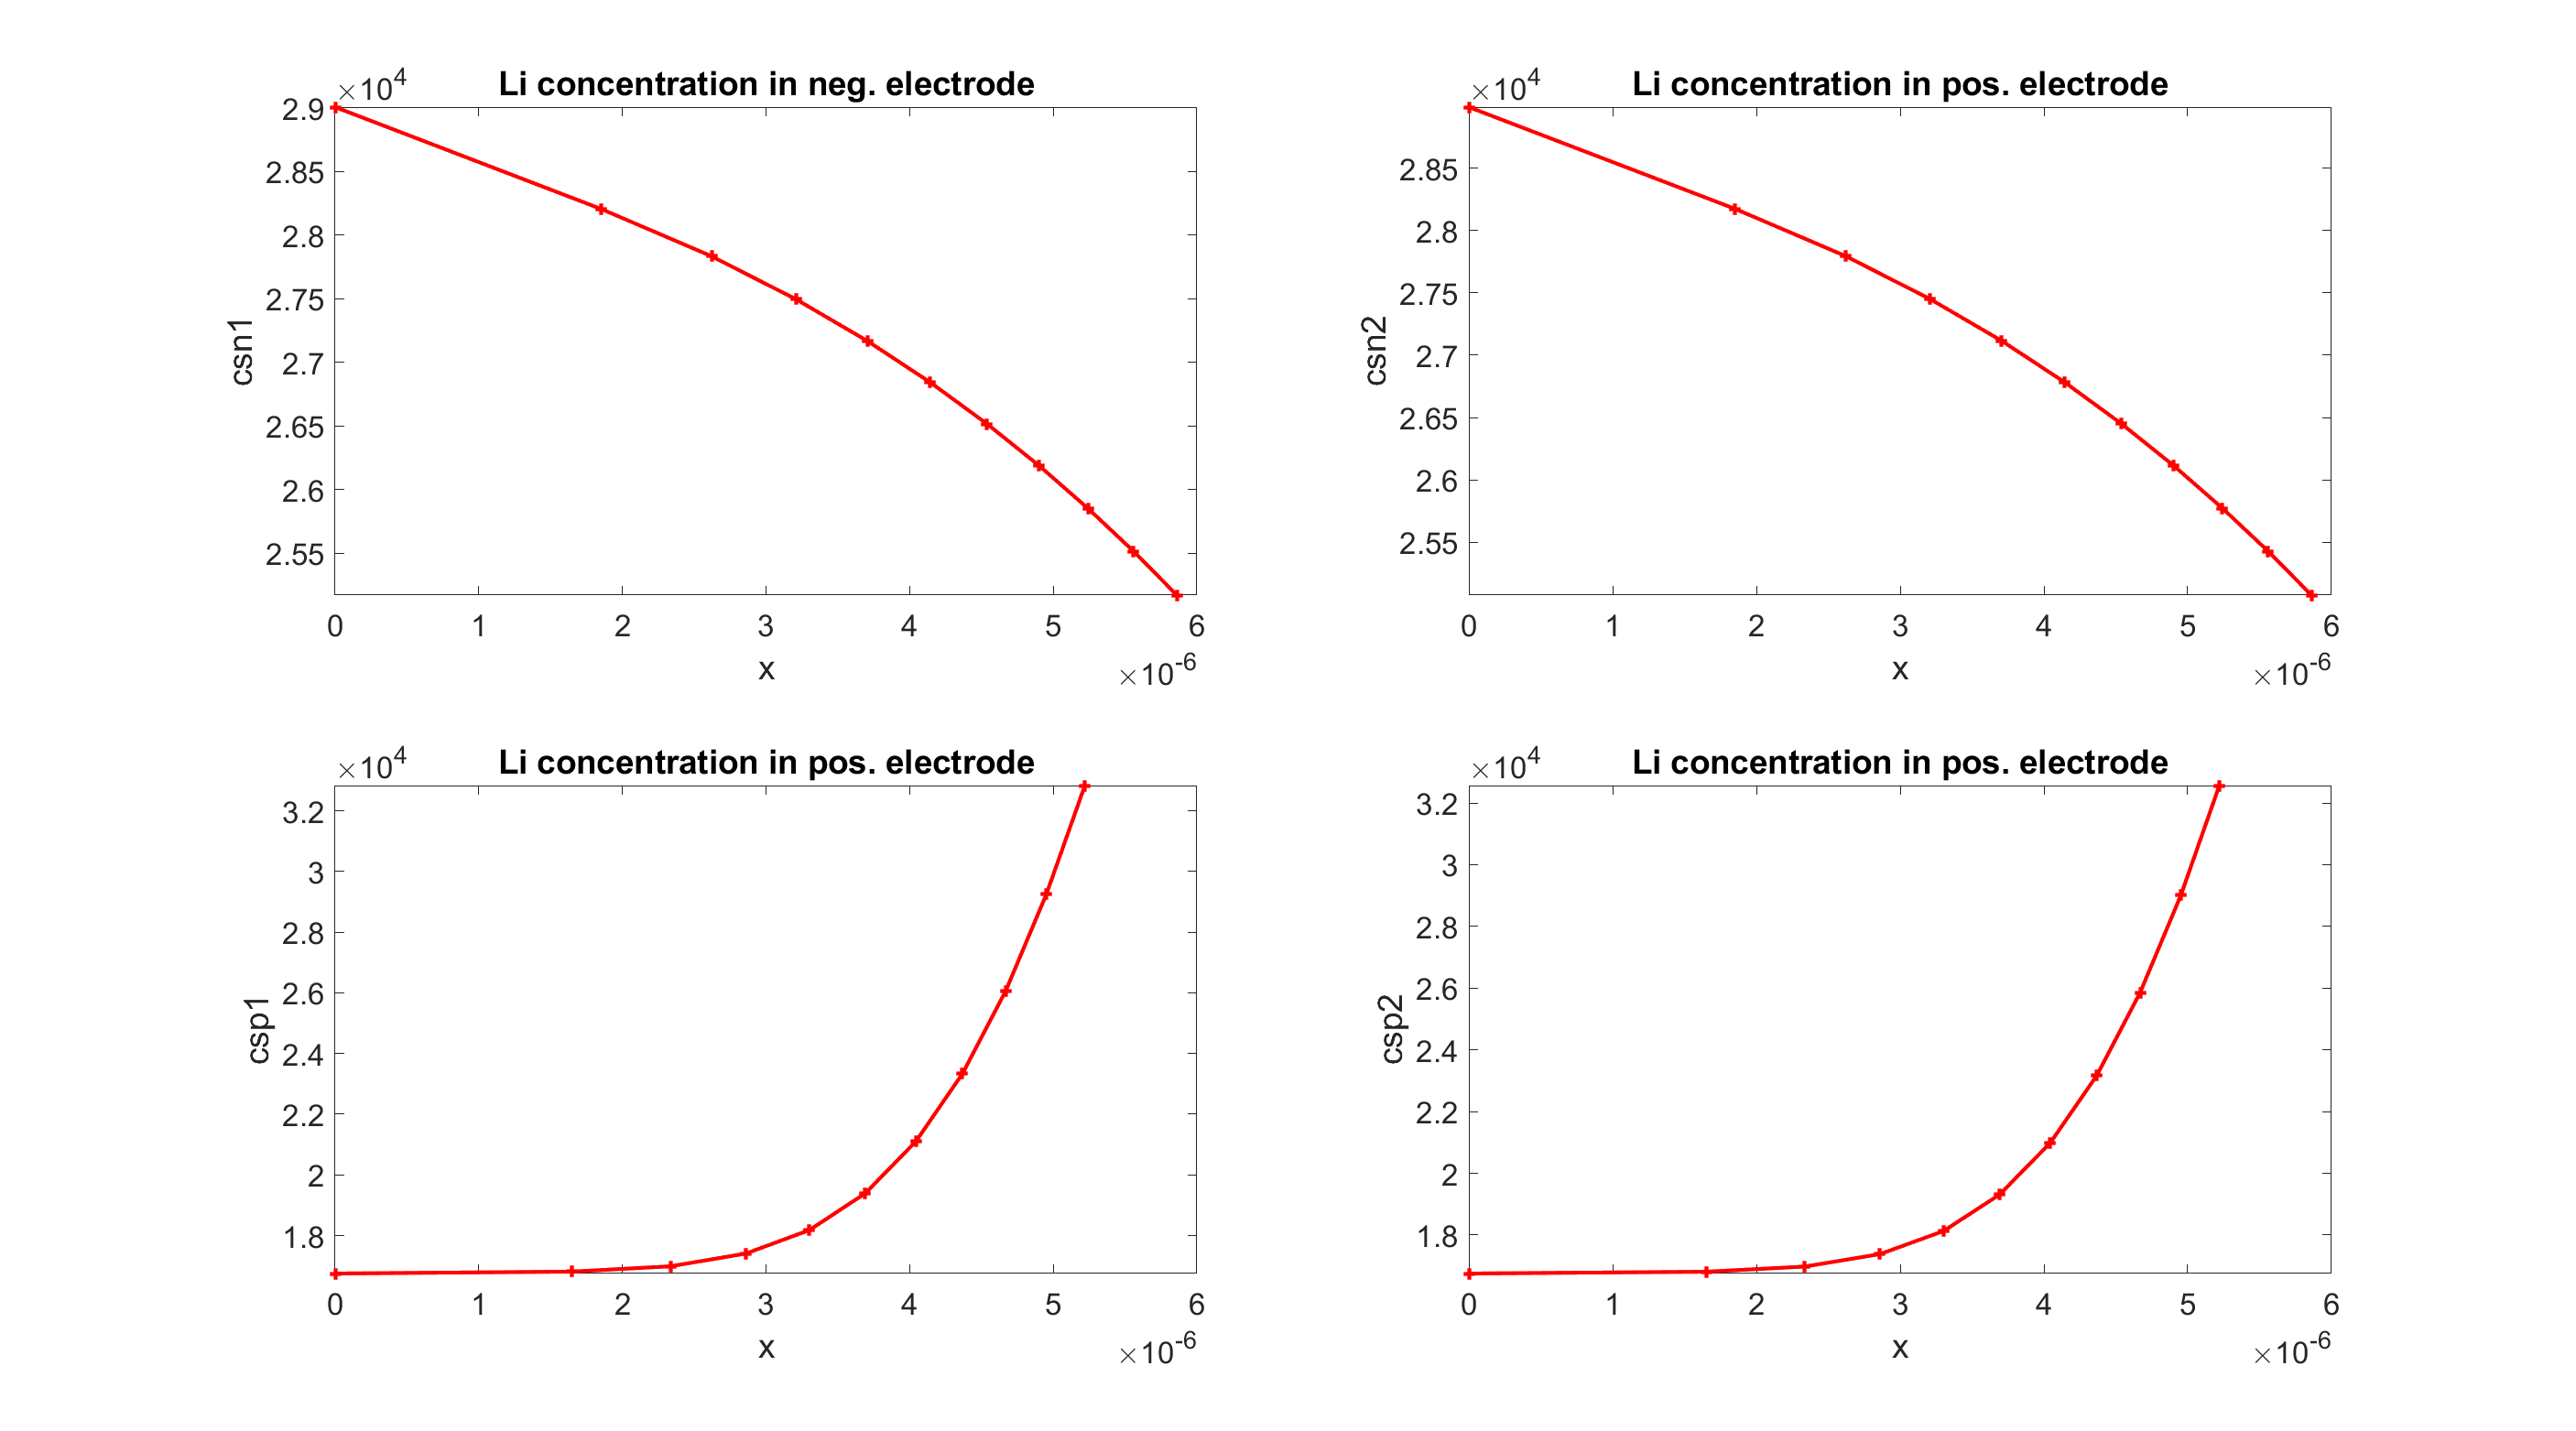 Li concentration in neg. electrode
×10^4
2.9
2.85
2.8
2.75
2.7
2.65
2.6
2.55
csn1
0 1 2 3 4 5 6
x
×10^-6
Li concentration in pos. electrode
×10^4
2.85
2.8
2.75
2.7
2.65
2.6
2.55
csn2
0 1 2 3 4 5 6
x
×10^-6
Li concentration in pos. electrode
×10^4
3.2
3
2.8
2.6
2.4
2.2
2
1.8
csp1
0 1 2 3 4 5 6
x
×10^-6
Li concentration in pos. electrode
×10^4
3.2
3
2.8
2.6
2.4
2.2
2
1.8
csp2
0 1 2 3 4 5 6
x
×10^-6